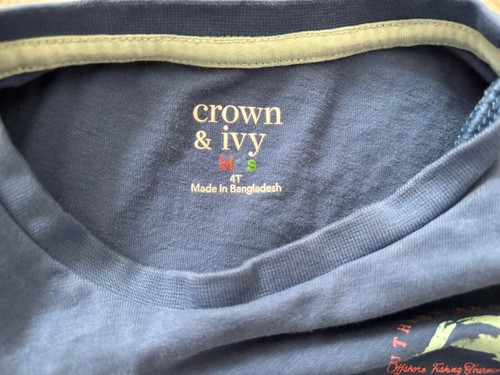 crown
& ivy
kids
4T
Made in Bangladesh
Offshore Fishing